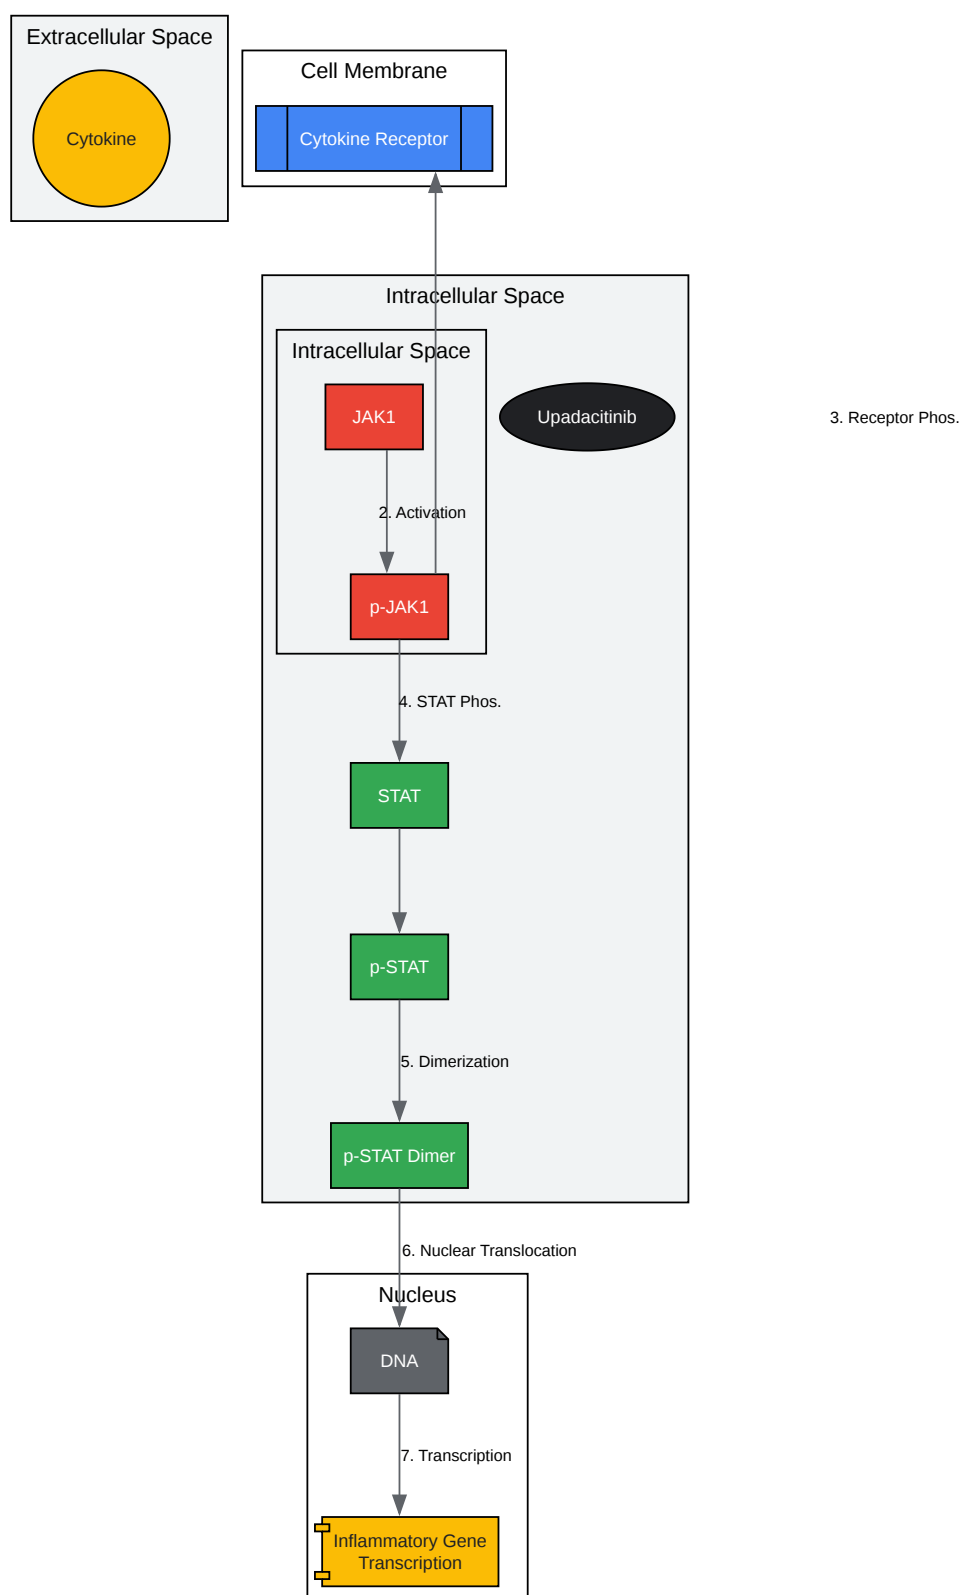 Extracellular Space
Cytokine
Cell Membrane
Cytokine Receptor
Intracellular Space
Intracellular Space
JAK1
Upadacitinib
3. Receptor Phos.
2. Activation
p-JAK1
4. STAT Phos.
STAT
p-STAT
5. Dimerization
p-STAT Dimer
6. Nuclear Translocation
Nucleus
DNA
7. Transcription
Inflammatory Gene
Transcription